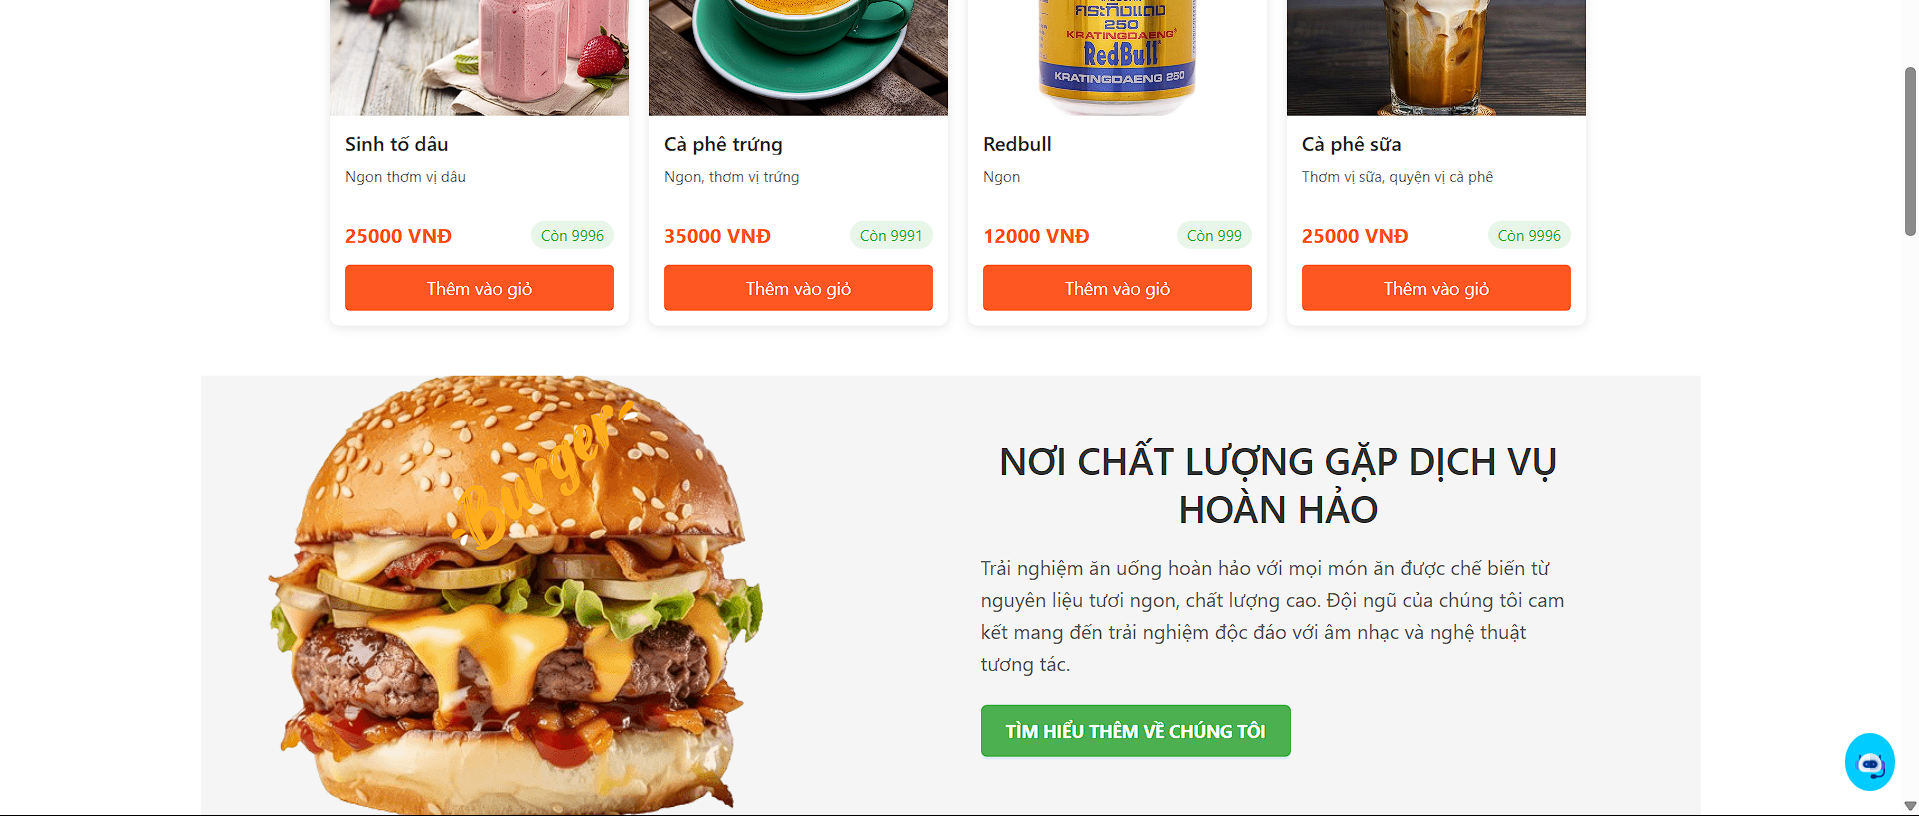 กระทิงแดง
250
KRATINGDAENG
RedBull
KRATINGDAENG 250
Sinh tố dâu
Ngon thơm vị dâu
25000 VNĐ
Còn 9996
Thêm vào giỏ
Cà phê trứng
Ngon, thơm vị trứng
35000 VNĐ
Còn 9991
Thêm vào giỏ
Redbull
Ngon
12000 VNĐ
Còn 999
Thêm vào giỏ
Cà phê sữa
Thơm vị sữa, quyện vị cà phê
25000 VNĐ
Còn 9996
Thêm vào giỏ
Burger
NƠI CHẤT LƯỢNG GẶP DỊCH VỤ
HOÀN HẢO
Trải nghiệm ăn uống hoàn hảo với mọi món ăn được chế biến từ
nguyên liệu tươi ngon, chất lượng cao. Đội ngũ của chúng tôi cam
kết mang đến trải nghiệm độc đáo với âm nhạc và nghệ thuật
tương tác.
TÌM HIỂU THÊM VỀ CHÚNG TÔI